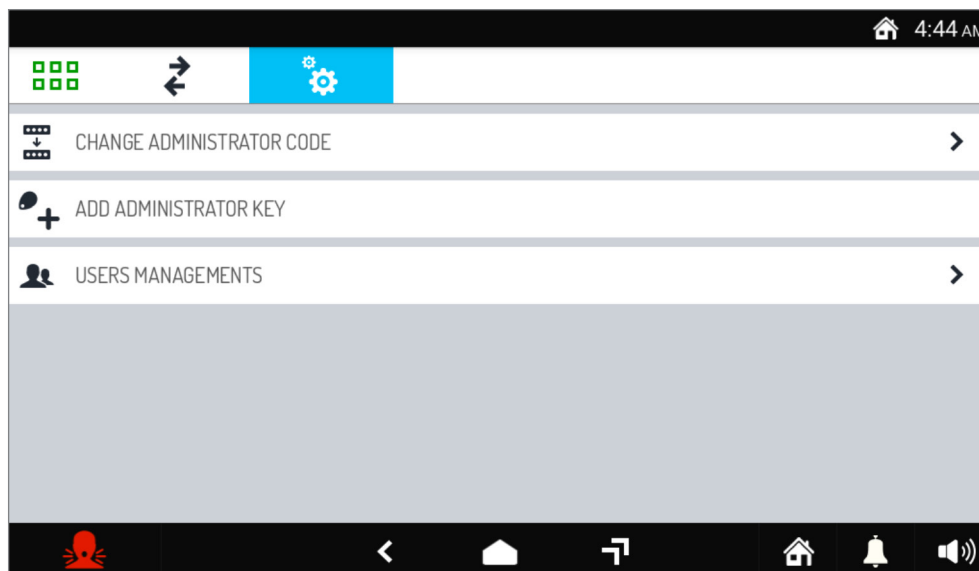 4:44 AM
CHANGE ADMINISTRATOR CODE
ADD ADMINISTRATOR KEY
USERS MANAGEMENTS